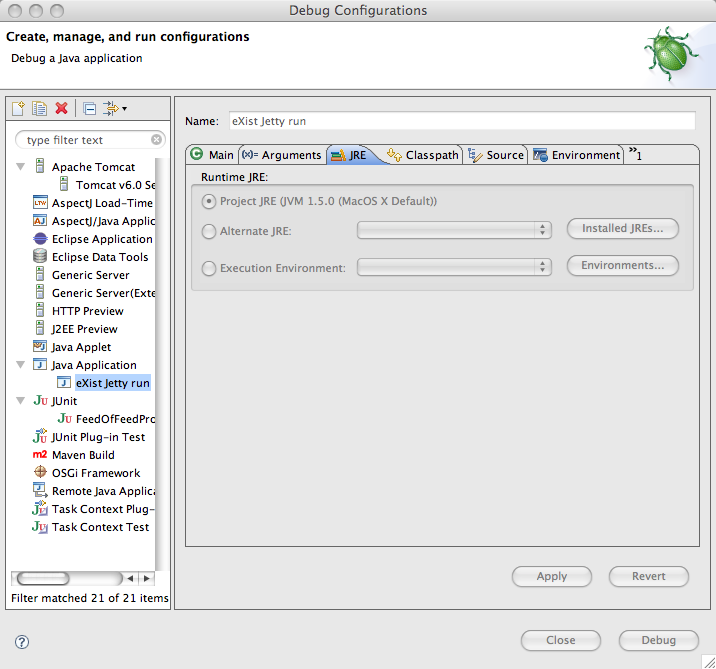 Debug Configurations
Create, manage, and run configurations
Debug a Java application
type filter text
Apache Tomcat
Tomcat v6.0 Se
AspectJ Load-Time
AspectJ/Java Applic
Eclipse Application
Eclipse Data Tools
Generic Server
Generic Server(Exte
HTTP Preview
J2EE Preview
Java Applet
Java Application
eXist Jetty run
JUnit
FeedOfFeedPro
JUnit Plug-in Test
m2 Maven Build
OSGi Framework
Remote Java Applica
Task Context Plug-
Task Context Test
Filter matched 21 of 21 items
Name: eXist Jetty run
Main (x)= Arguments JRE Classpath Source Environment »1
Runtime JRE:
Project JRE (JVM 1.5.0 (MacOS X Default))
Alternate JRE: Installed JREs...
Execution Environment: Environments...
Apply Revert
? Close Debug